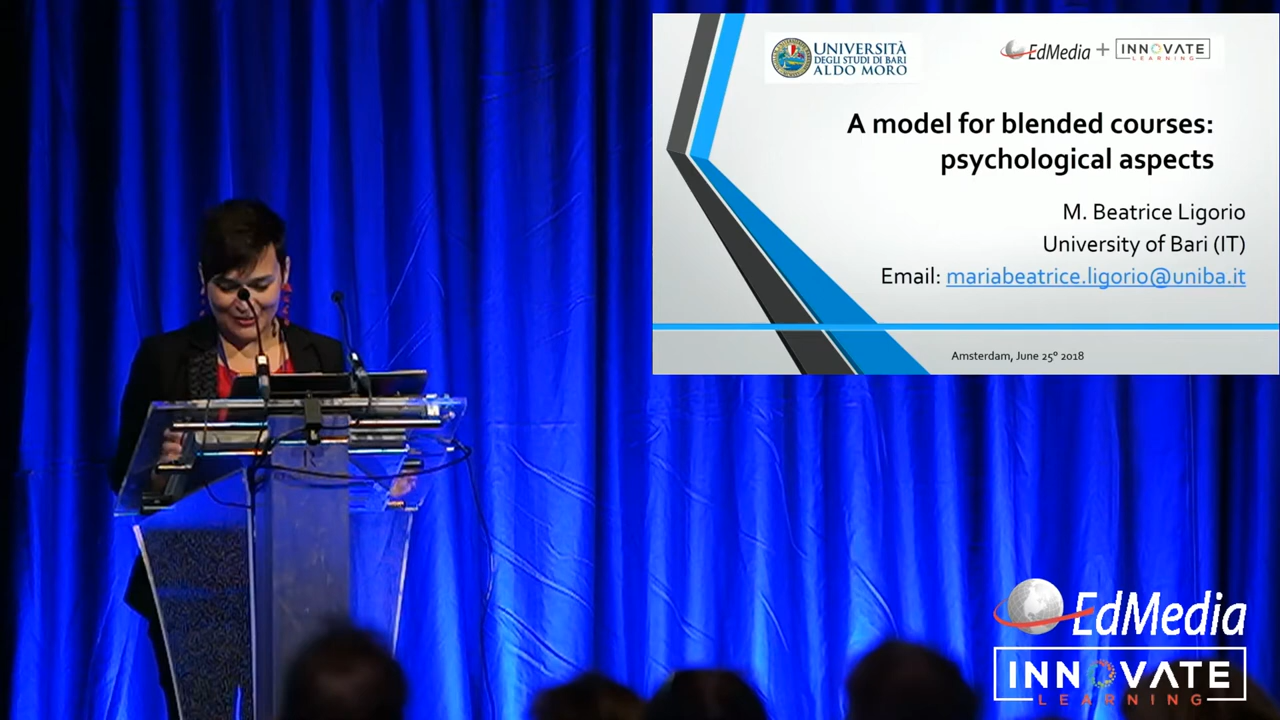 UNIVERSITÀ
DEGLI STUDI DI BARI
ALDO MORO
EdMedia + INNOVATE
LEARNING
A model for blended courses:
psychological aspects
M. Beatrice Ligorio
University of Bari (IT)
Email: mariabeatrice.ligorio@uniba.it
Amsterdam, June 25º 2018
EdMedia
INNOVATE
LEARNING